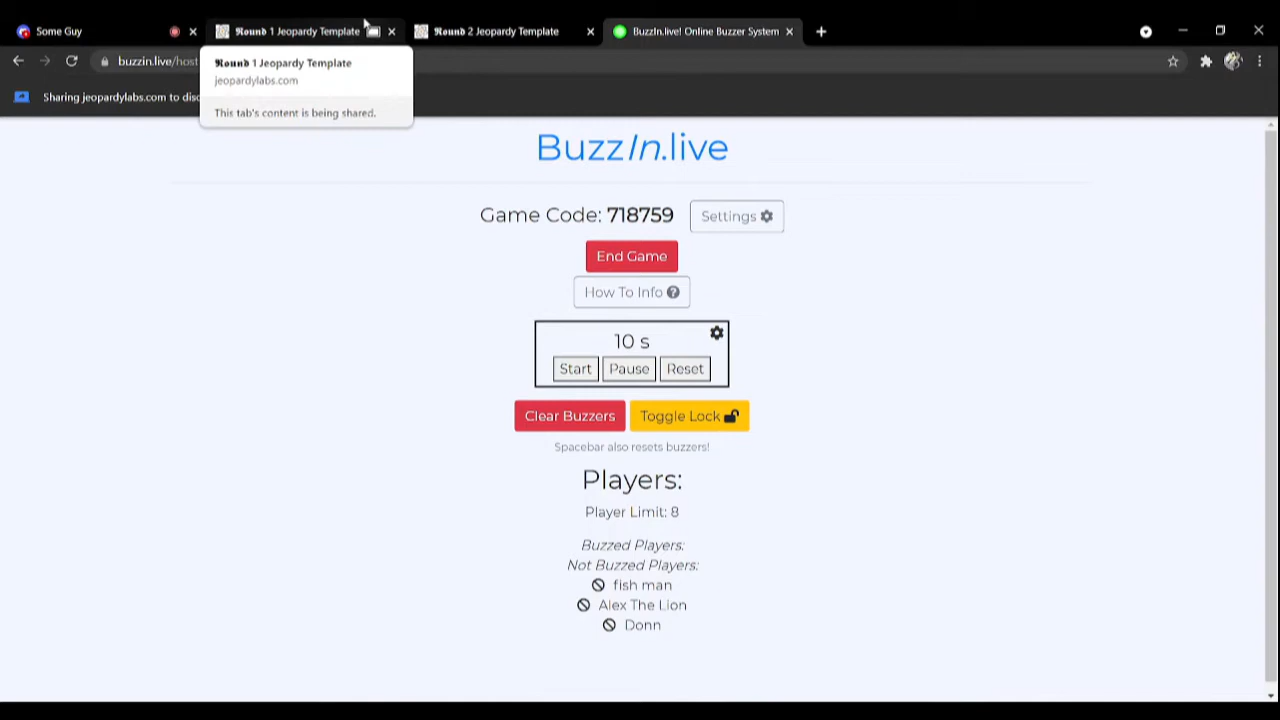 Some Guy
𝕽𝖔𝖚𝖓𝖉 1 Jeopardy Template
𝕽𝖔𝖚𝖓𝖉 2 Jeopardy Template
BuzzIn.live! Online Buzzer System
buzzin.live/host
𝕽𝖔𝖚𝖓𝖉 1 Jeopardy Template
jeopardylabs.com
Sharing jeopardylabs.com to
This tab's content is being shared.
BuzzIn.live
Game Code: 718759
Settings
End Game
How To Info
10 s
Start Pause Reset
Clear Buzzers
Toggle Lock
Spacebar also resets buzzers!
Players:
Player Limit: 8
Buzzed Players:
Not Buzzed Players:
fish man
Alex The Lion
Donn